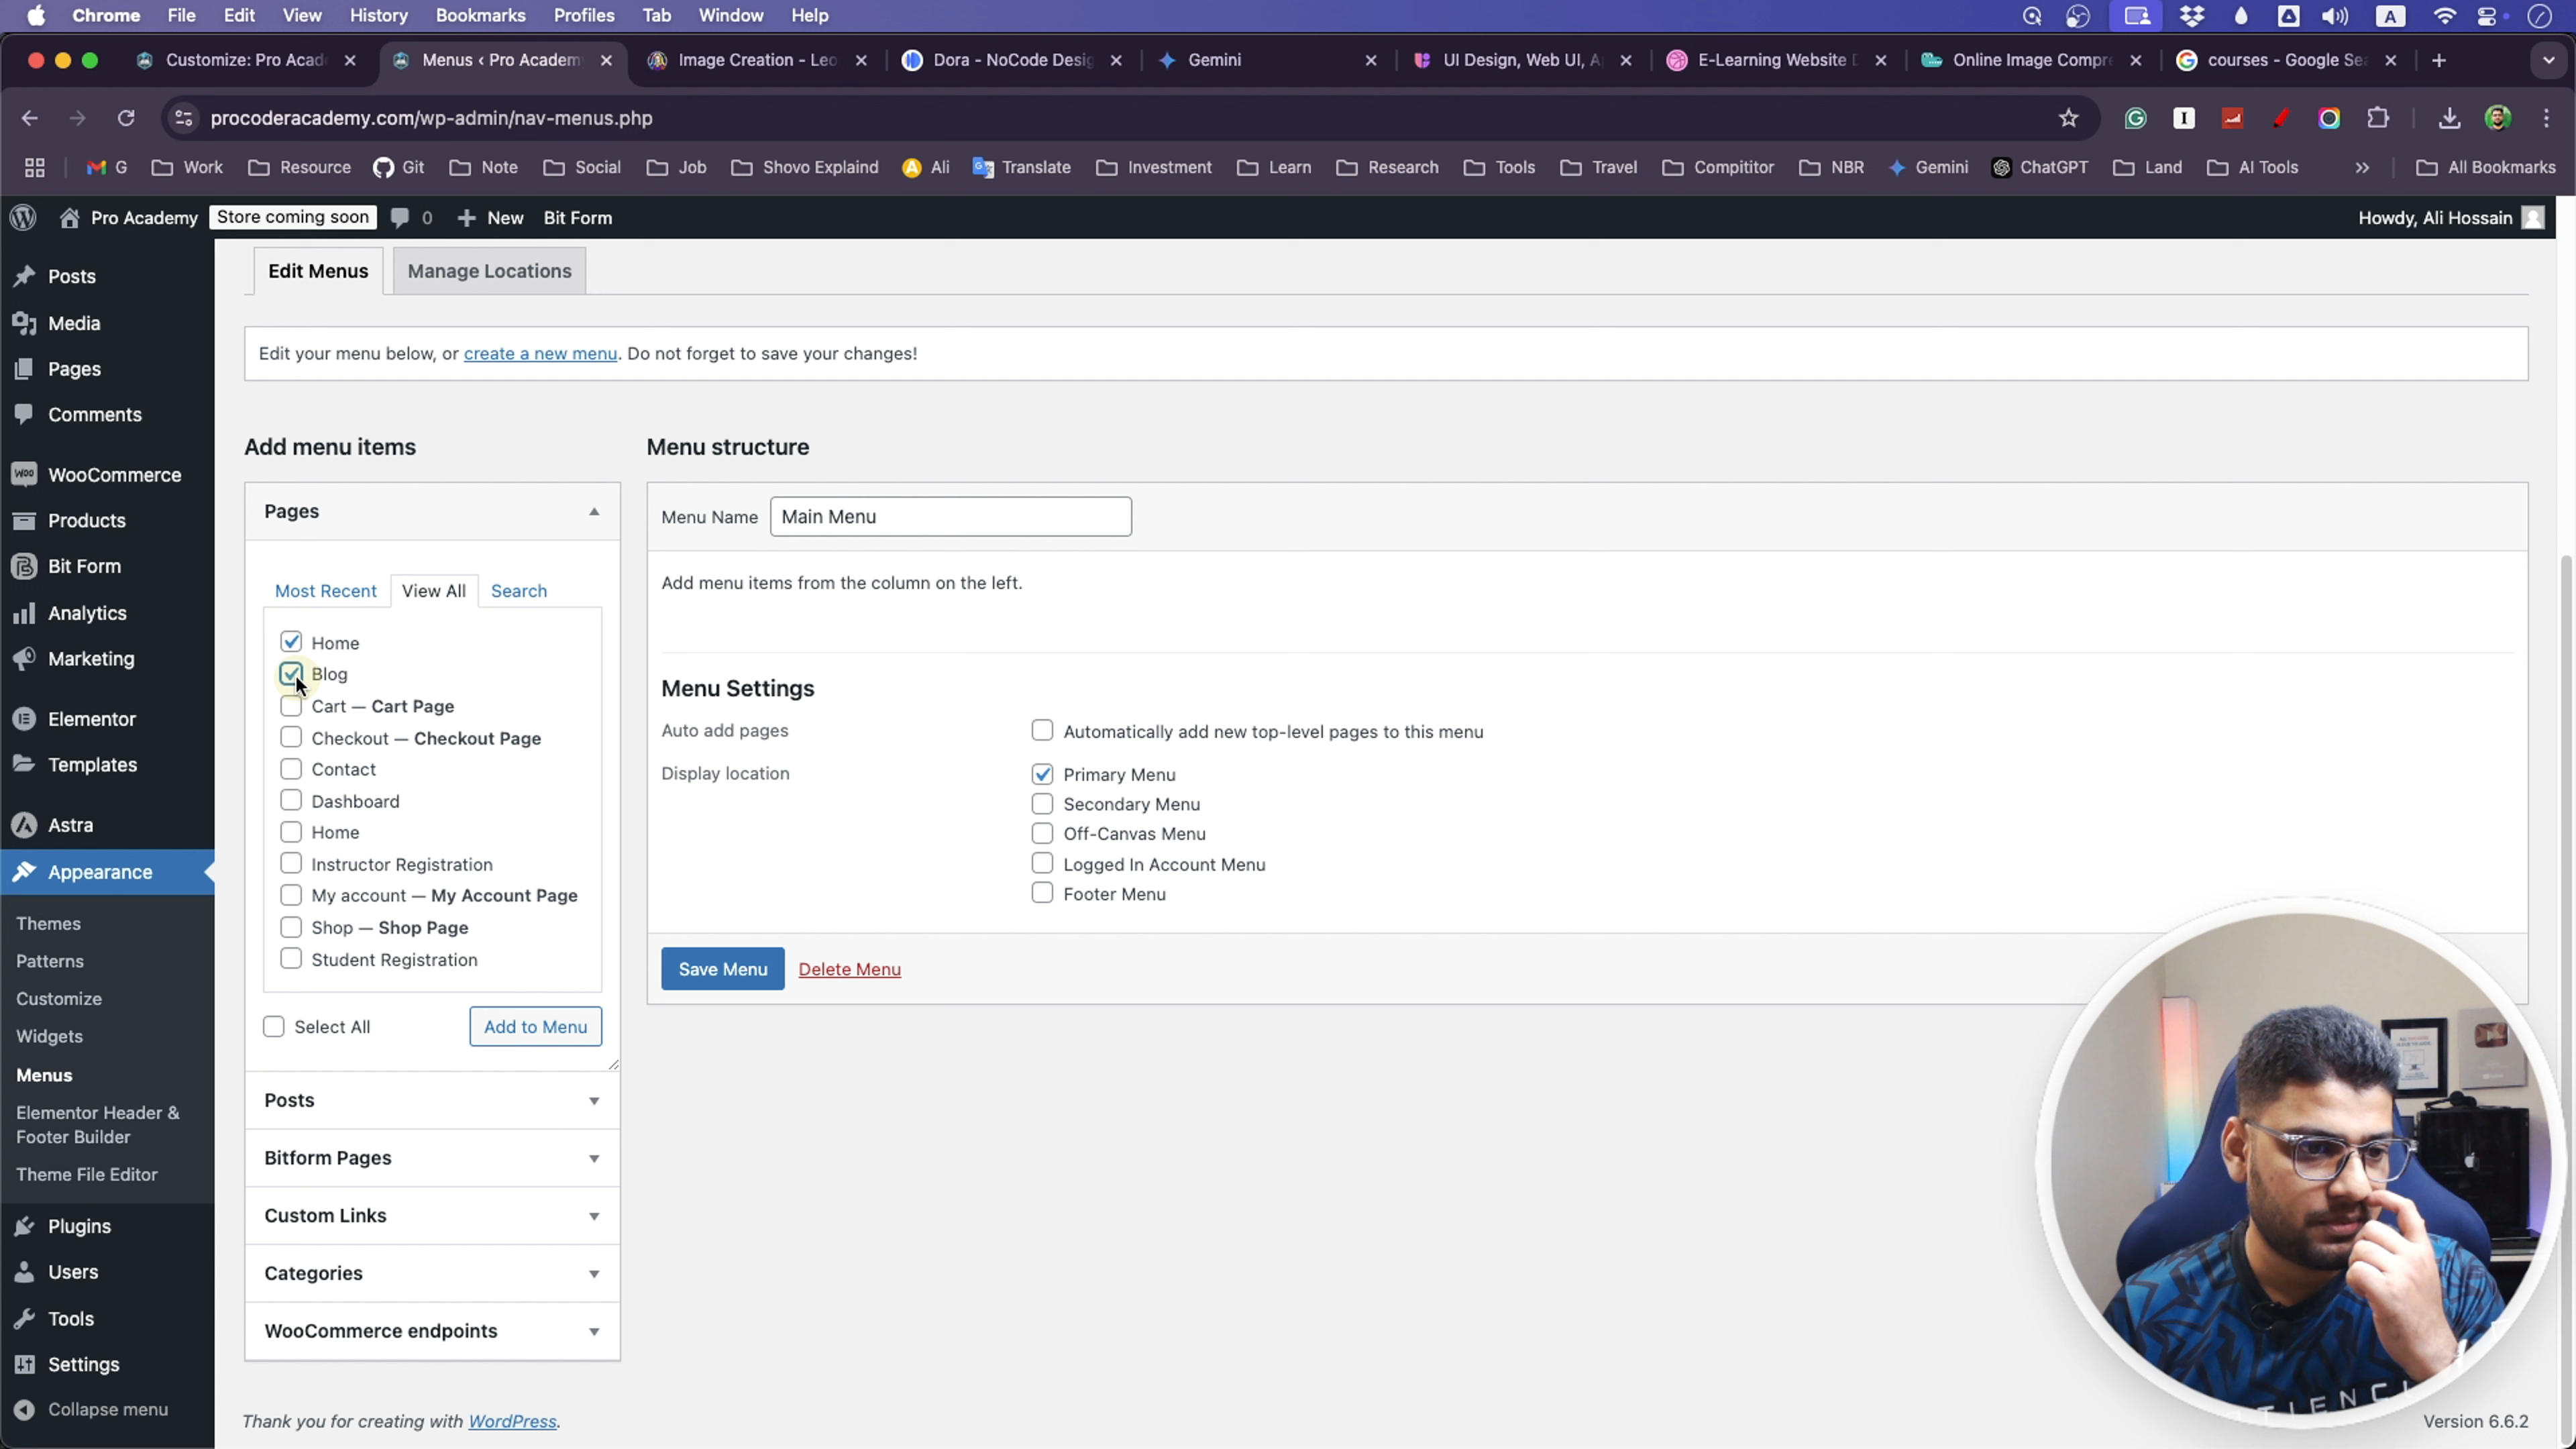 Chrome File Edit View History Bookmarks Profiles Tab Window Help A
Customize: Pro Acad Menus ‹ Pro Academ Image Creation - Leo Dora - NoCode Desig Gemini UI Design, Web UI, A E-Learning Website D Online Image Compr courses - Google Sea
procoderacademy.com/wp-admin/nav-menus.php
G Work Resource Git Note Social Job Shovo Explaind Ali Translate Investment Learn Research Tools Travel Compititor NBR Gemini ChatGPT Land AI Tools » All Bookmarks
Pro Academy Store coming soon 0 New Bit Form Howdy, Ali Hossain
Posts
Media
Pages
Comments
WooCommerce
Products
Bit Form
Analytics
Marketing
Elementor
Templates
Astra
Appearance
Themes
Patterns
Customize
Widgets
Menus
Elementor Header &
Footer Builder
Theme File Editor
Plugins
Users
Tools
Settings
Collapse menu
Edit Menus Manage Locations
Edit your menu below, or create a new menu. Do not forget to save your changes!
Add menu items
Pages
Most Recent View All Search
Home
Blog
Cart — Cart Page
Checkout — Checkout Page
Contact
Dashboard
Home
Instructor Registration
My account — My Account Page
Shop — Shop Page
Student Registration
Select All Add to Menu
Posts
Bitform Pages
Custom Links
Categories
WooCommerce endpoints
Menu structure
Menu Name Main Menu
Add menu items from the column on the left.
Menu Settings
Auto add pages Automatically add new top-level pages to this menu
Display location Primary Menu
Secondary Menu
Off-Canvas Menu
Logged In Account Menu
Footer Menu
Save Menu Delete Menu
Thank you for creating with WordPress.
Version 6.6.2